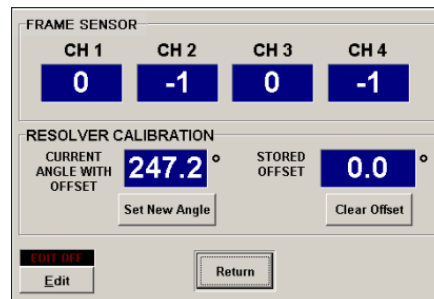 FRAME SENSOR
CH 1 CH 2 CH 3 CH 4
0 -1 0 -1
RESOLVER CALIBRATION
CURRENT
ANGLE WITH
OFFSET
247.2 °
STORED
OFFSET
0.0 °
Set New Angle
Clear Offset
EDIT OFF
Edit
Return